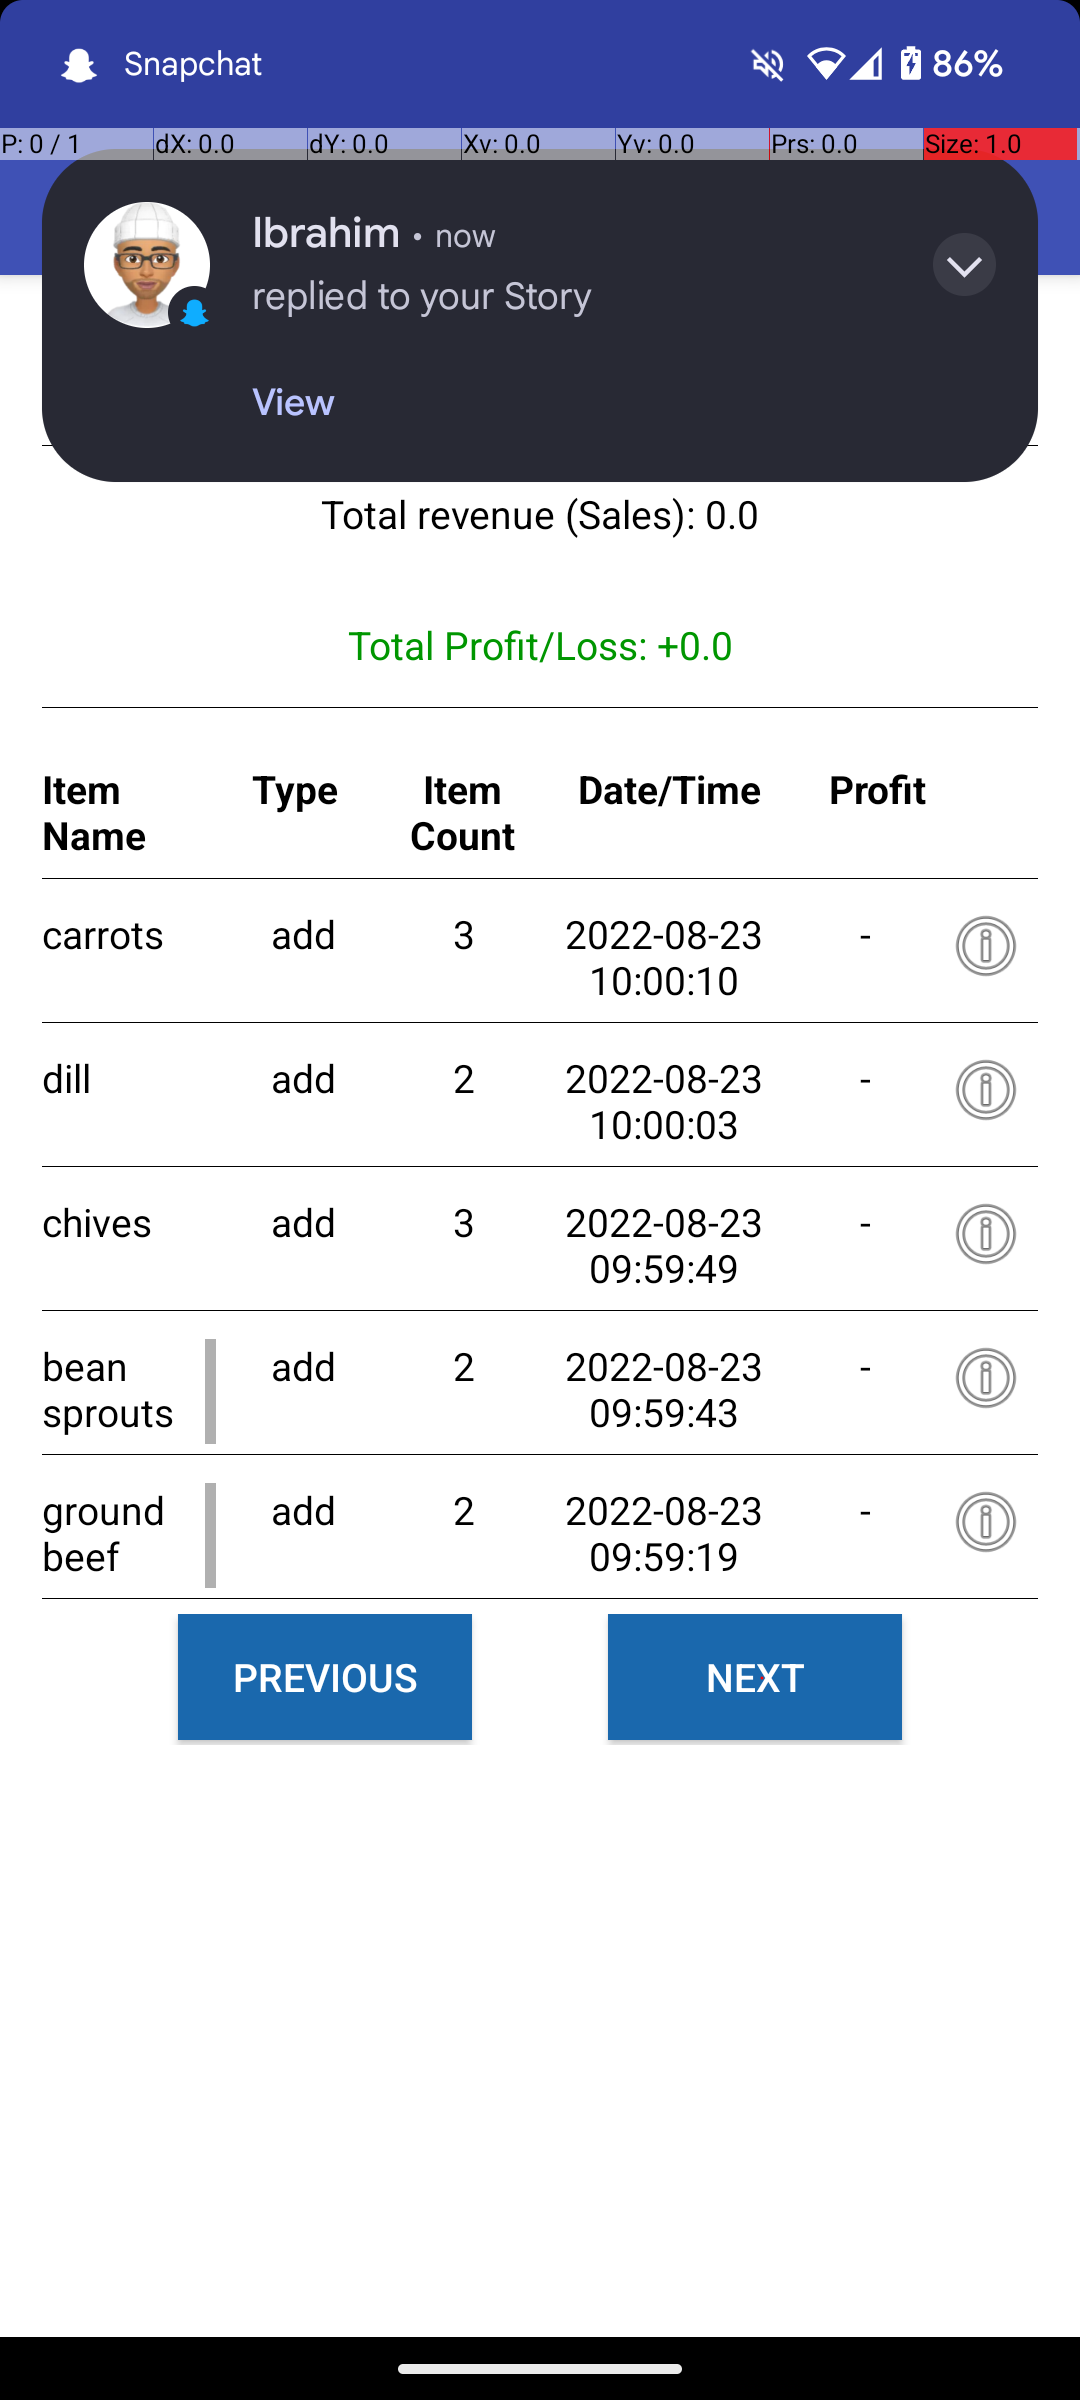 Snapchat 86%
P: 0 / 1 dX: 0.0 dY: 0.0 Xv: 0.0 Yv: 0.0 Prs: 0.0 Size: 1.0
Ibrahim • now
replied to your Story
View
Total revenue (Sales): 0.0
Total Profit/Loss: +0.0
Item Name Type Item Count Date/Time Profit
carrots add 3 2022-08-23 10:00:10 -
dill add 2 2022-08-23 10:00:03 -
chives add 3 2022-08-23 09:59:49 -
bean sprouts add 2 2022-08-23 09:59:43 -
ground beef add 2 2022-08-23 09:59:19 -
PREVIOUS NEXT